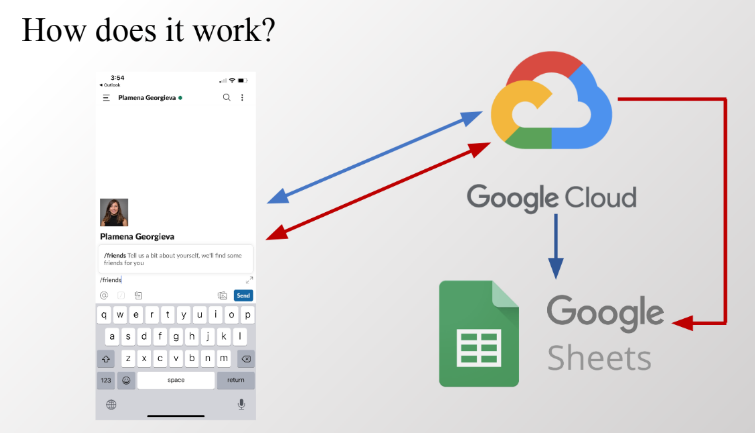 How does it work?
3:54
Outlook
Plamena Georgieva
Plamena Georgieva
/friends Tell us a bit about yourself, we'll find some
friends for you
/friends
@
Send
q w e r t y u i o p
a s d f g h j k l
z x c v b n m
123 space return
Google Cloud
Google
Sheets